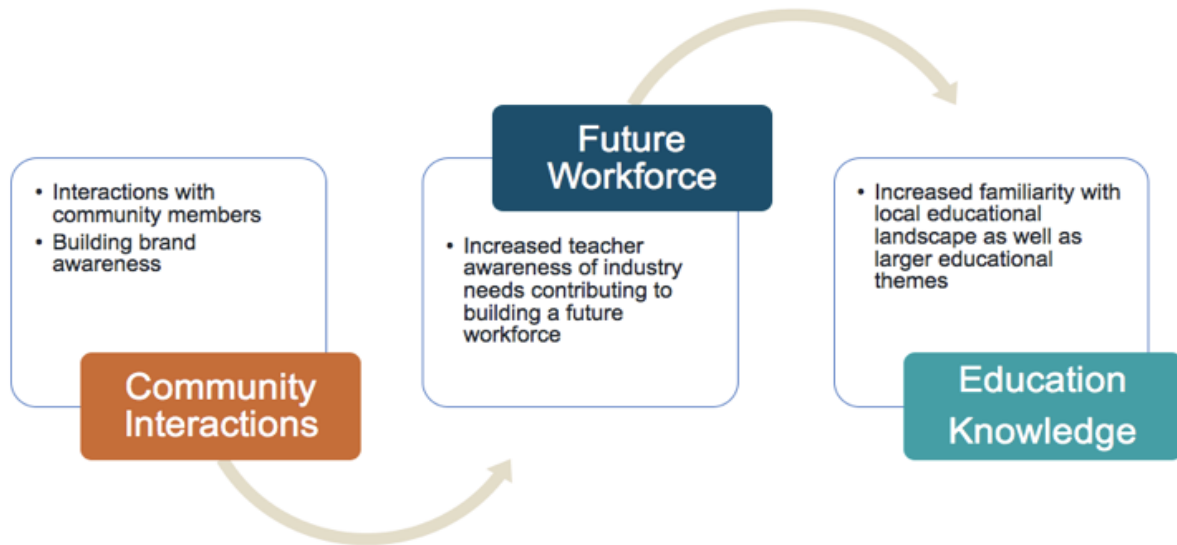 • Interactions with
community members
• Building brand
awareness
Community
Interactions
Future
Workforce
• Increased teacher
awareness of industry
needs contributing to
building a future
workforce
• Increased familiarity with
local educational
landscape as well as
larger educational
themes
Education
Knowledge